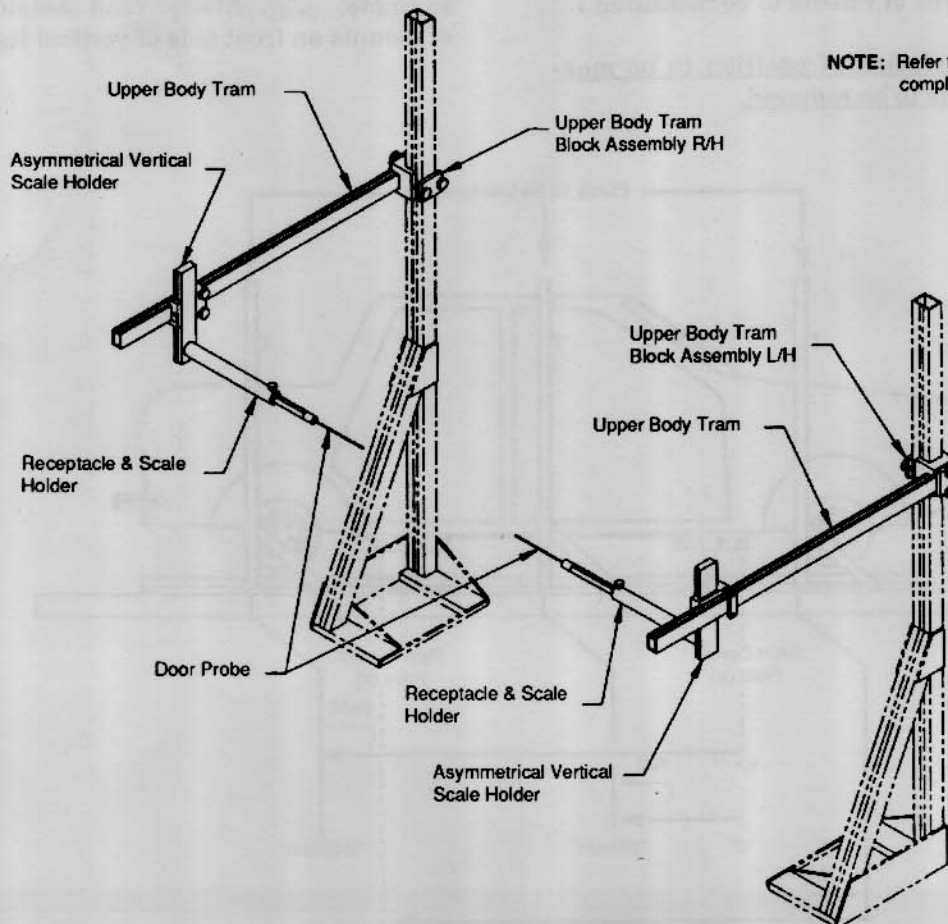 NOTE: Refer
compl
Upper Body Tram
Upper Body Tram
Block Assembly R/H
Asymmetrical Vertical
Scale Holder
Upper Body Tram
Block Assembly L/H
Upper Body Tram
Receptacle & Scale
Holder
Door Probe
Receptacle & Scale
Holder
Asymmetrical Vertical
Scale Holder